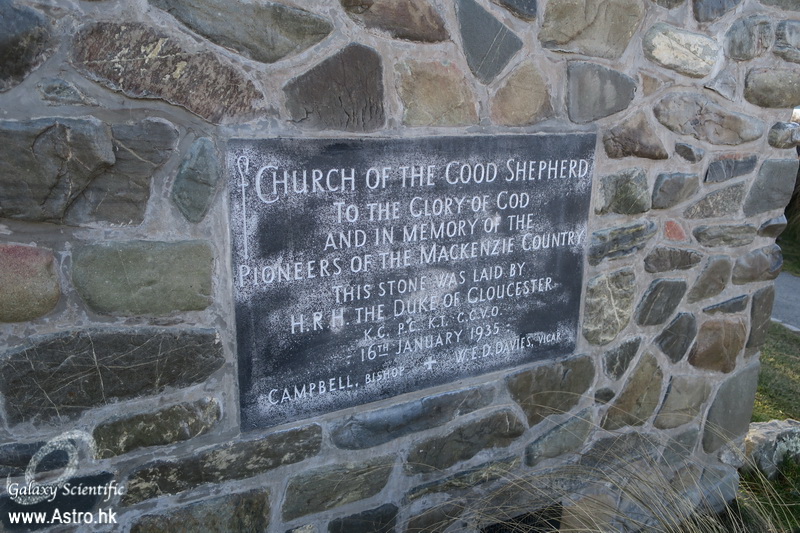 CHURCH OF THE GOOD SHEPHERD
TO THE GLORY OF GOD
AND IN MEMORY OF THE
PIONEERS OF THE MACKENZIE COUNTRY
THIS STONE WAS LAID BY
H.R.H. THE DUKE OF GLOUCESTER
K.G. P.C. K.T. G.C.V.O.
16TH JANUARY 1935
CAMPBELL, BISHOP + W.E.D. DAVIES, VICAR
Galaxy Scientific
www.Astro.hk